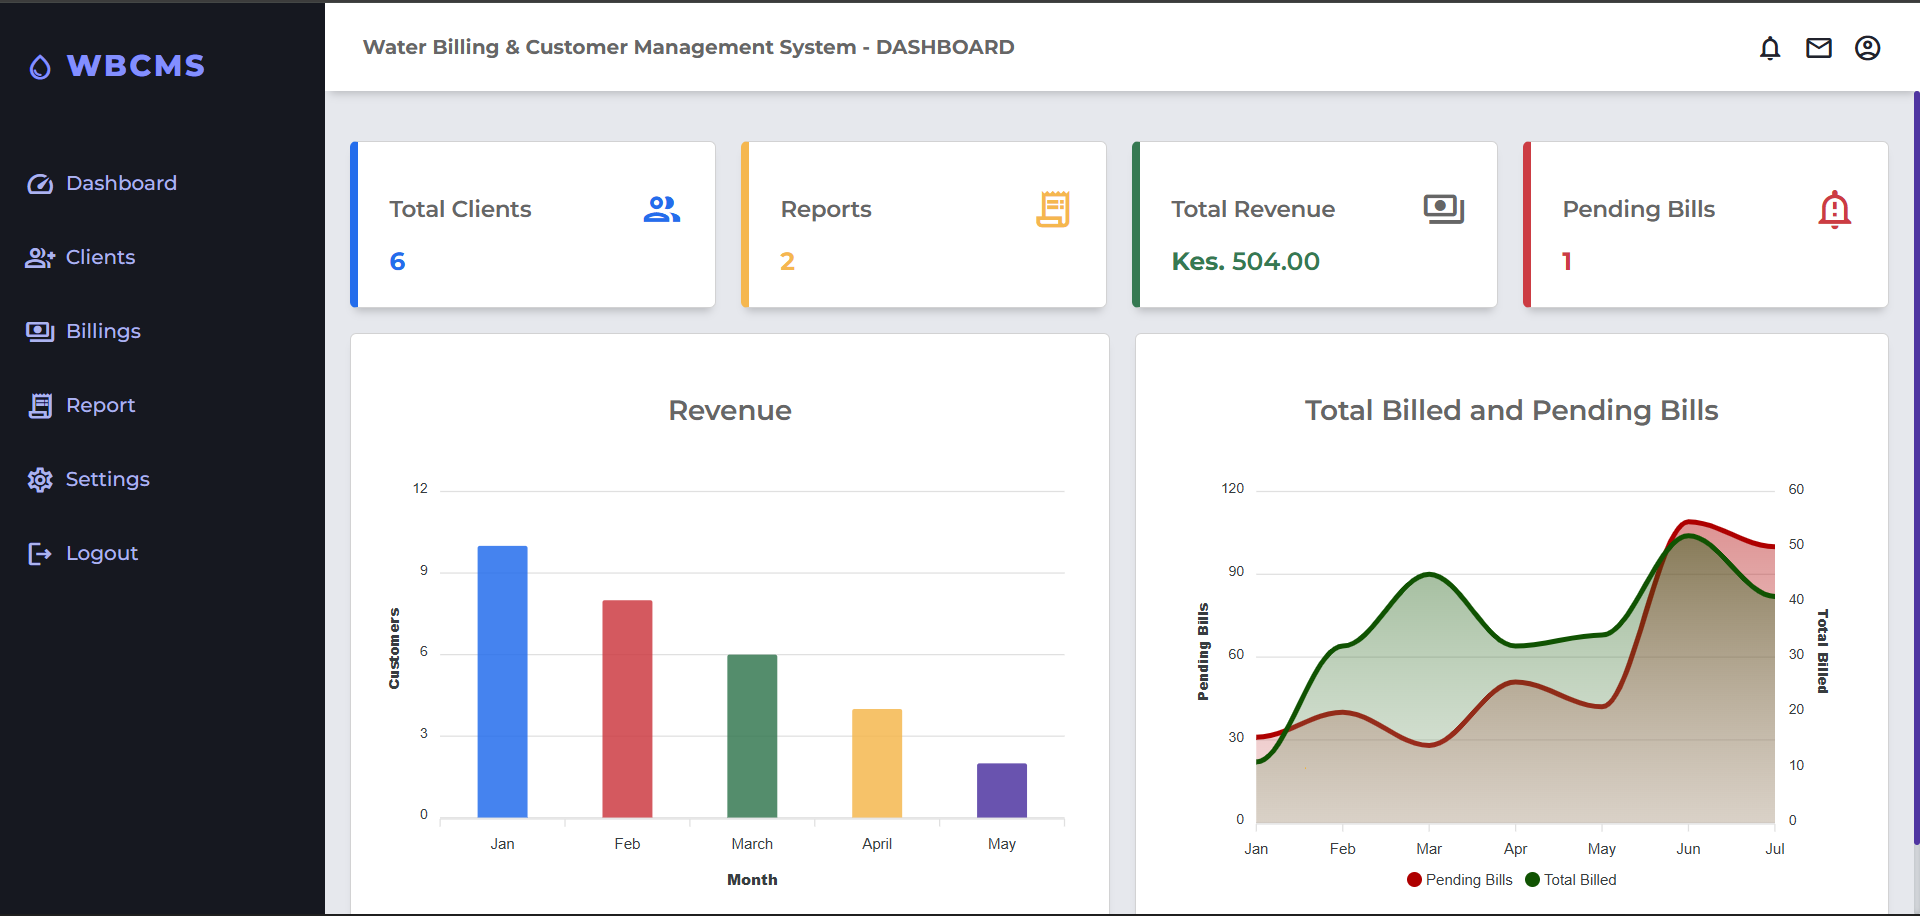 WBCMS
Dashboard
Clients
Billings
Report
Settings
Logout
Water Billing & Customer Management System - DASHBOARD
Total Clients
6
Reports
2
Total Revenue
Kes. 504.00
Pending Bills
1
Revenue
12
9
6
3
0
Customers
Jan Feb March April May
Month
Total Billed and Pending Bills
120
90
60
30
0
Pending Bills
60
50
40
30
20
10
0
Total Billed
Jan Feb Mar Apr May Jun Jul
Pending Bills Total Billed